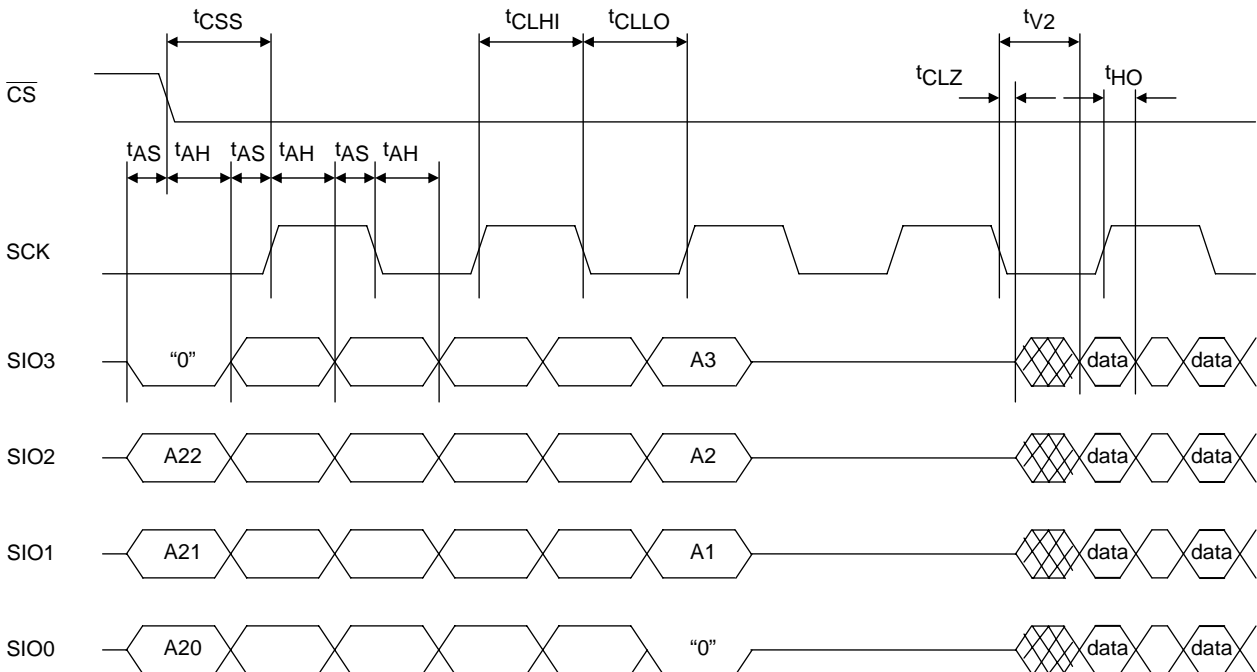 tCSS tCLHI tCLLO tV2
tCLZ tHO
CS
tAS tAH tAS tAH tAS tAH
SCK
SIO3 “0” A3 data data
SIO2 A22 A2 data data
SIO1 A21 A1 data data
SIO0 A20 “0” data data